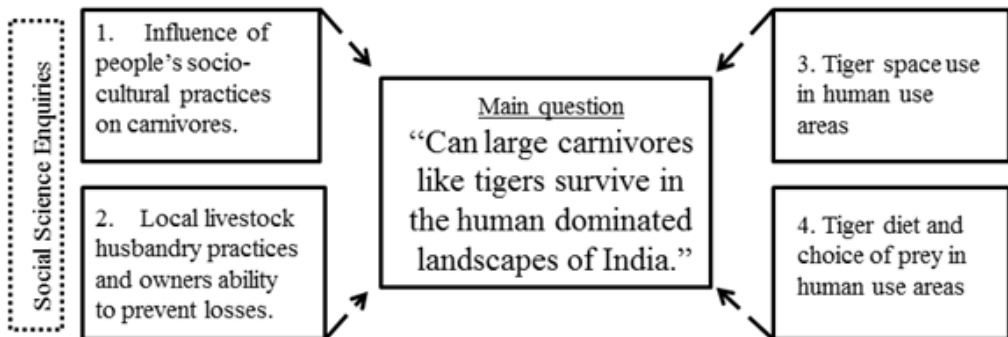 Social Science Enquiries
1. Influence of
people's socio-
cultural practices
on carnivores.
2. Local livestock
husbandry practices
and owners ability
to prevent losses.
Main question
“Can large carnivores
like tigers survive in
the human dominated
landscapes of India.”
3. Tiger space use
in human use
areas
4. Tiger diet and
choice of prey in
human use areas